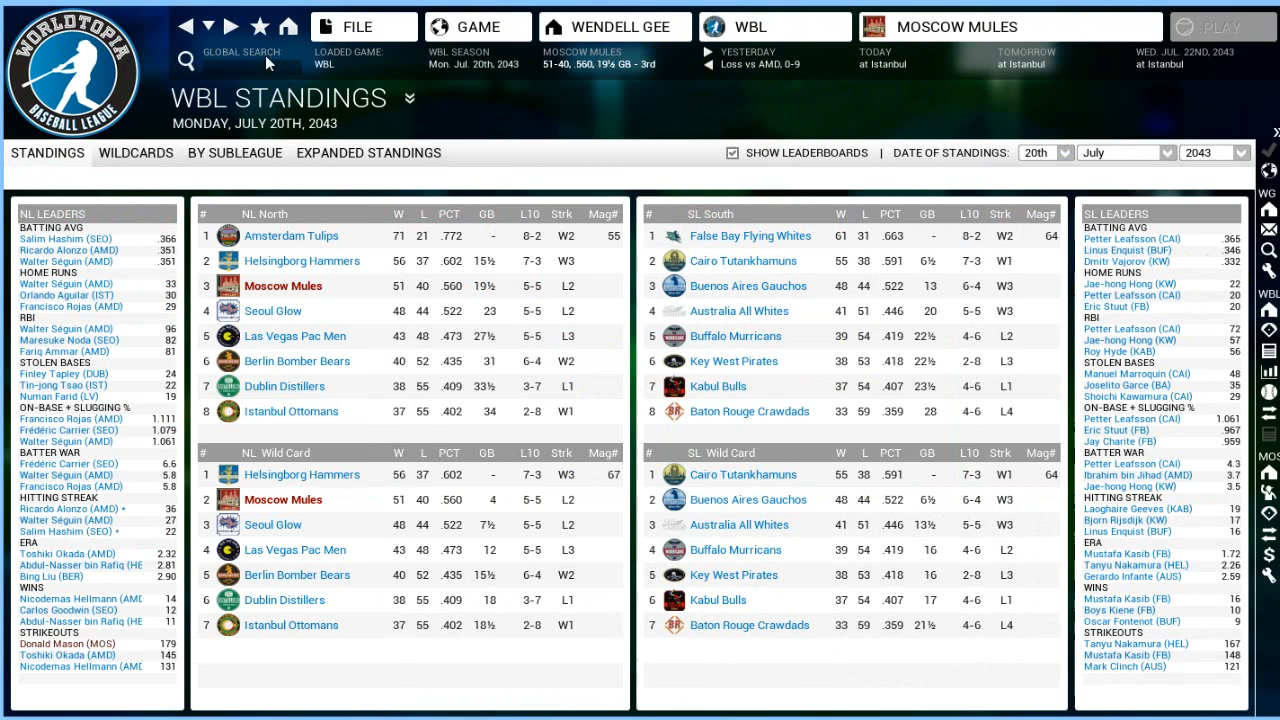 WORLDTOPIA
BASEBALL LEAGUE
FILE
GAME
WENDELL GEE
WBL
MOSCOW MULES
PLAY
GLOBAL SEARCH:
LOADED GAME:
WBL SEASON
MOSCOW MULES
YESTERDAY
TODAY
TOMORROW
WED. JUL. 22ND, 2043
WBL
Mon. Jul. 20th, 2043
51-40, .560, 19½ GB - 3rd
Loss vs AMD, 0-9
at Istanbul
at Istanbul
at Istanbul
WBL STANDINGS
MONDAY, JULY 20TH, 2043
STANDINGS WILDCARDS BY SUBLEAGUE EXPANDED STANDINGS
SHOW LEADERBOARDS | DATE OF STANDINGS: 20th July 2043
NL LEADERS
BATTING AVG
Salim Hashim (SEO) .366
Ricardo Alonzo (AMD) .351
Walter Séguin (AMD) .351
HOME RUNS
Walter Séguin (AMD) 33
Orlando Aguilar (IST) 30
Francisco Rojas (AMD) 29
RBI
Walter Séguin (AMD) 96
Maresuke Noda (SEO) 82
Fariq Ammar (AMD) 81
STOLEN BASES
Finley Tapley (DUB) 24
Tin-jong Tsao (IST) 22
Numan Farid (LV) 19
ON-BASE + SLUGGING %
Francisco Rojas (AMD) 1.111
Frédéric Carrier (SEO) 1.079
Walter Séguin (AMD) 1.061
BATTER WAR
Frédéric Carrier (SEO) 6.6
Walter Séguin (AMD) 5.8
Francisco Rojas (AMD) 5.8
HITTING STREAK
Ricardo Alonzo (AMD) * 36
Walter Séguin (AMD) 27
Salim Hashim (SEO) * 22
ERA
Toshiki Okada (AMD) 2.32
Abdul-Nasser bin Rafiq (HE 2.81
Bing Liu (BER) 2.90
WINS
Nicodemas Hellmann (AMD 14
Carlos Goodwin (SEO) 12
Abdul-Nasser bin Rafiq (HE 11
STRIKEOUTS
Donald Mason (MOS) 179
Toshiki Okada (AMD) 145
Nicodemas Hellmann (AMD 131
# NL North W L PCT GB L10 Strk Mag#
1 Amsterdam Tulips 71 21 .772 - 8-2 W2 55
2 Helsingborg Hammers 56 37 .602 15½ 7-3 W3
3 Moscow Mules 51 40 .560 19½ 5-5 L2
4 Seoul Glow 48 44 .522 23 5-5 L2
5 Las Vegas Pac Men 43 48 .473 27½ 5-5 L3
6 Berlin Bomber Bears 40 52 .435 31 6-4 W2
7 Dublin Distillers 38 55 .409 33½ 3-7 L1
8 Istanbul Ottomans 37 55 .402 34 2-8 W1
# NL Wild Card W L PCT GB L10 Strk Mag#
1 Helsingborg Hammers 56 37 .602 - 7-3 W3 67
2 Moscow Mules 51 40 .560 4 5-5 L2
3 Seoul Glow 48 44 .522 7½ 5-5 L2
4 Las Vegas Pac Men 43 48 .473 12 5-5 L3
5 Berlin Bomber Bears 40 52 .435 15½ 6-4 W2
6 Dublin Distillers 38 55 .409 18 3-7 L1
7 Istanbul Ottomans 37 55 .402 18½ 2-8 W1
# SL South W L PCT GB L10 Strk Mag#
1 False Bay Flying Whites 61 31 .663 - 8-2 W2 64
2 Cairo Tutankhamuns 55 38 .591 6½ 7-3 W1
3 Buenos Aires Gauchos 48 44 .522 13 6-4 W3
4 Australia All Whites 41 51 .446 20 5-5 W3
5 Buffalo Murricans 39 54 .419 22½ 4-6 L2
6 Key West Pirates 38 53 .418 22½ 2-8 L3
7 Kabul Bulls 37 54 .407 23½ 4-6 L1
8 Baton Rouge Crawdads 33 59 .359 28 4-6 L4
# SL Wild Card W L PCT GB L10 Strk Mag#
1 Cairo Tutankhamuns 55 38 .591 - 7-3 W1 64
2 Buenos Aires Gauchos 48 44 .522 6½ 6-4 W3
3 Australia All Whites 41 51 .446 13½ 5-5 W3
4 Buffalo Murricans 39 54 .419 16 4-6 L2
5 Key West Pirates 38 53 .418 16 2-8 L3
6 Kabul Bulls 37 54 .407 17 4-6 L1
7 Baton Rouge Crawdads 33 59 .359 21½ 4-6 L4
SL LEADERS
BATTING AVG
Petter Leafsson (CAI) .365
Linus Enquist (BUF) .346
Dmitr Vajorov (KW) .332
HOME RUNS
Jae-hong Hong (KW) 22
Petter Leafsson (CAI) 20
Eric Stuut (FB) 20
RBI
Petter Leafsson (CAI) 72
Jae-hong Hong (KW) 57
Roy Hyde (KAB) 56
STOLEN BASES
Manuel Marroquin (CAI) 48
Joselito Garce (BA) 35
Shoichi Kawamura (CAI) 29
ON-BASE + SLUGGING %
Petter Leafsson (CAI) 1.061
Eric Stuut (FB) .967
Jay Charite (FB) .959
BATTER WAR
Petter Leafsson (CAI) 4.3
Ibrahim bin Jihad (AMD) 3.7
Jae-hong Hong (KW) 3.5
HITTING STREAK
Laoghaire Geeves (KAB) 19
Bjorn Rijsdijk (KW) 17
Linus Enquist (BUF) 16
ERA
Mustafa Kasib (FB) 1.72
Tanyu Nakamura (HEL) 2.26
Gerardo Infante (AUS) 2.59
WINS
Mustafa Kasib (FB) 16
Boys Kiene (FB) 10
Oscar Fontenot (BUF) 9
STRIKEOUTS
Tanyu Nakamura (HEL) 167
Mustafa Kasib (FB) 148
Mark Clinch (AUS) 121
WG
WBL
MOS